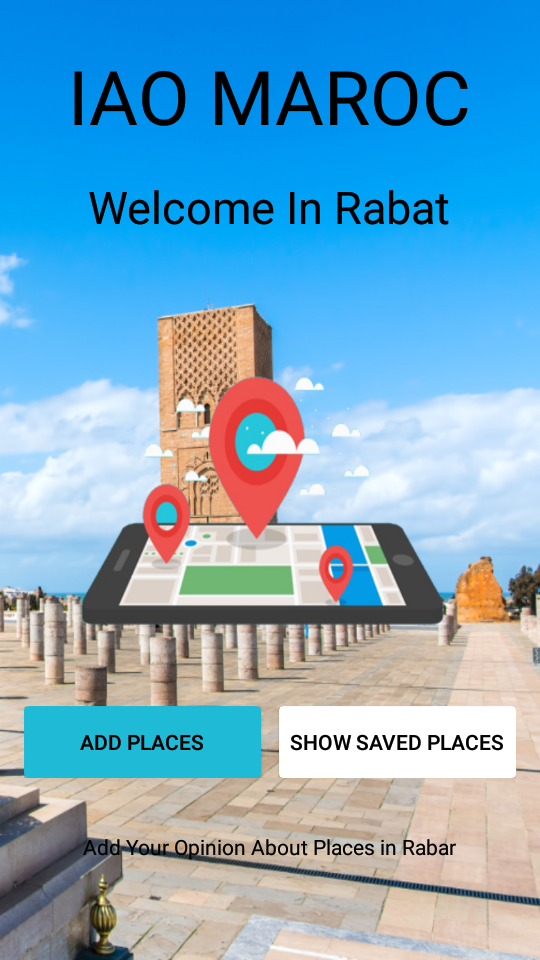 IAO MAROC
Welcome In Rabat
ADD PLACES
SHOW SAVED PLACES
Add Your Opinion About Places in Rabar